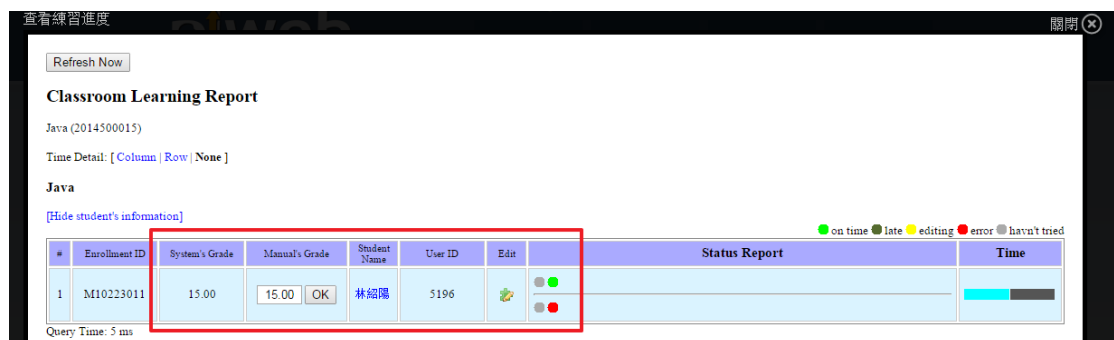 查看練習進度
關閉
Refresh Now
Classroom Learning Report
Java (2014500015)
Time Detail: [ Column | Row | None ]
Java
[Hide student's information]
on time late editing error havn't tried
# Enrollment ID System's Grade Manual's Grade Student Name User ID Edit Status Report Time
1 M10223011 15.00 15.00 OK 林紹陽 5196
Query Time: 5 ms